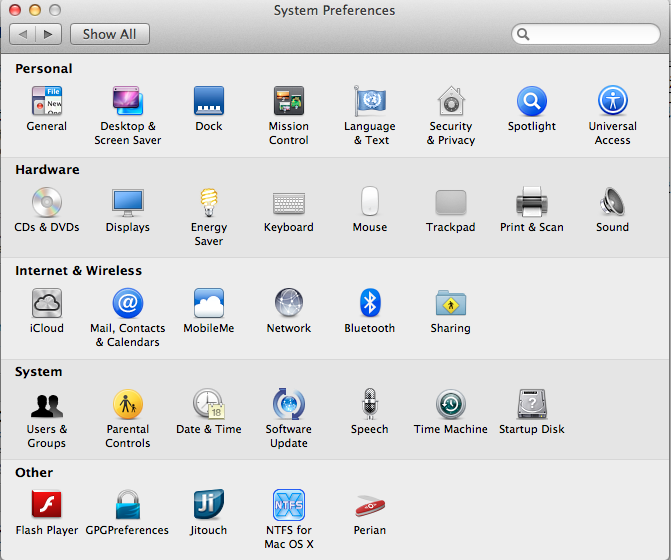 System Preferences
Show All
Personal
File
New
One
General
Desktop &
Screen Saver
Dock
Mission
Control
Language
& Text
Security
& Privacy
Spotlight
Universal
Access
Hardware
CDs & DVDs
Displays
Energy
Saver
Keyboard
Mouse
Trackpad
Print & Scan
Sound
Internet & Wireless
iCloud
@
Mail, Contacts
& Calendars
MobileMe
Network
Bluetooth
Sharing
System
Users &
Groups
Parental
Controls
18
Date & Time
Software
Update
Speech
Time Machine
?
Startup Disk
Other
Flash Player
GPGPreferences
Ji
Jitouch
NTFS
X
NTFS for
Mac OS X
Perian